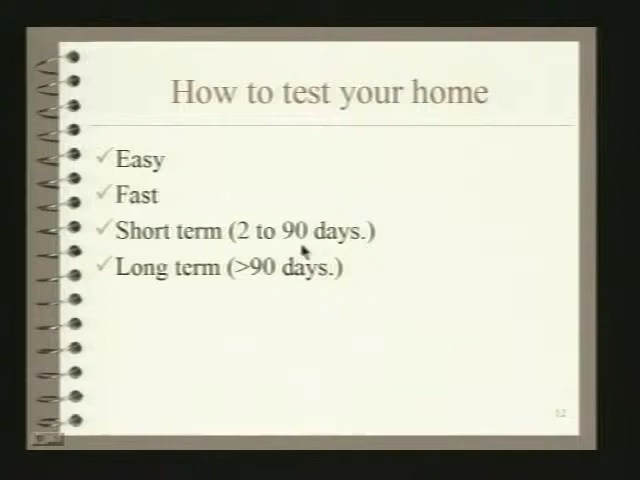 How to test your home
Easy
Fast
Short term (2 to 90 days.)
Long term (>90 days.)
12